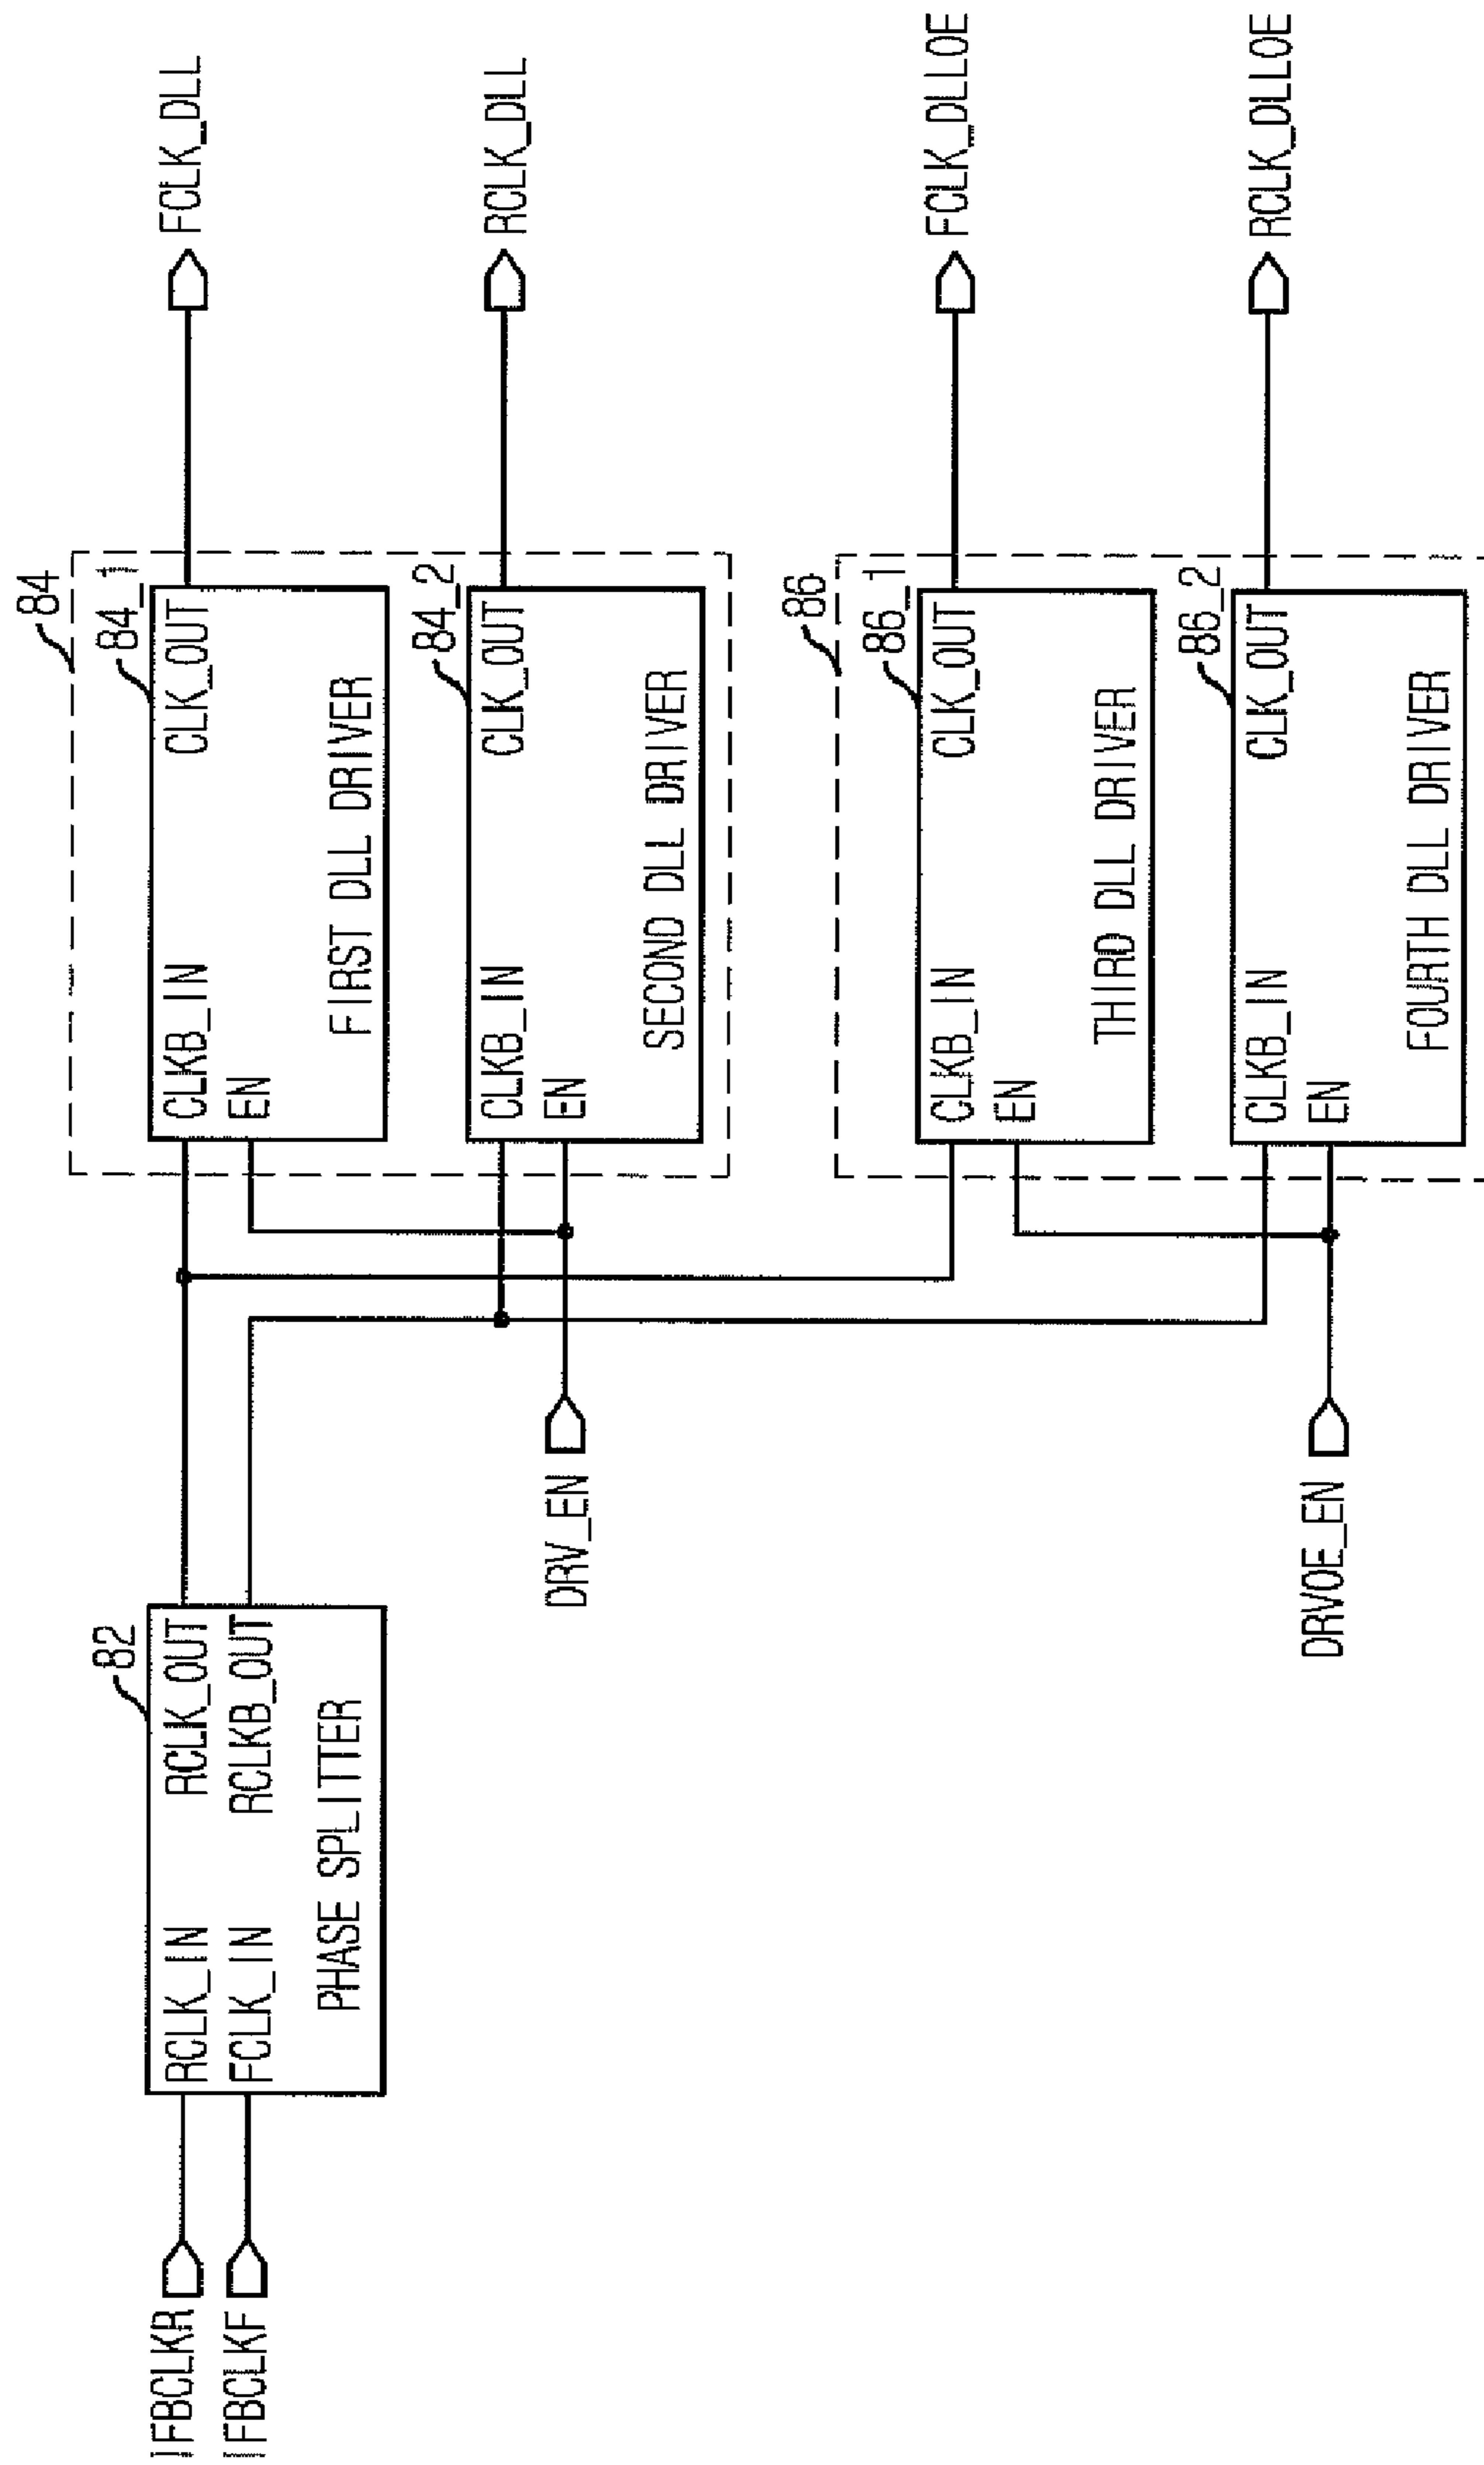 84
84_1
CLKB_IN CLK_OUT
EN
FIRST DLL DRIVER
FCLK_DLL
84_2
CLKB_IN CLK_OUT
EN
SECOND DLL DRIVER
RCLK_DLL
82
IFBCLKR
RCLK_IN RCLK_OUT
IFBCLKF
FCLK_IN RCLKB_OUT
PHASE SPLITTER
DRV_EN
86
86_1
CLKB_IN CLK_OUT
EN
THIRD DLL DRIVER
FCLK_DLLOE
86_2
CLKB_IN CLK_OUT
EN
FOURTH DLL DRIVER
RCLK_DLLOE
DRVOE_EN